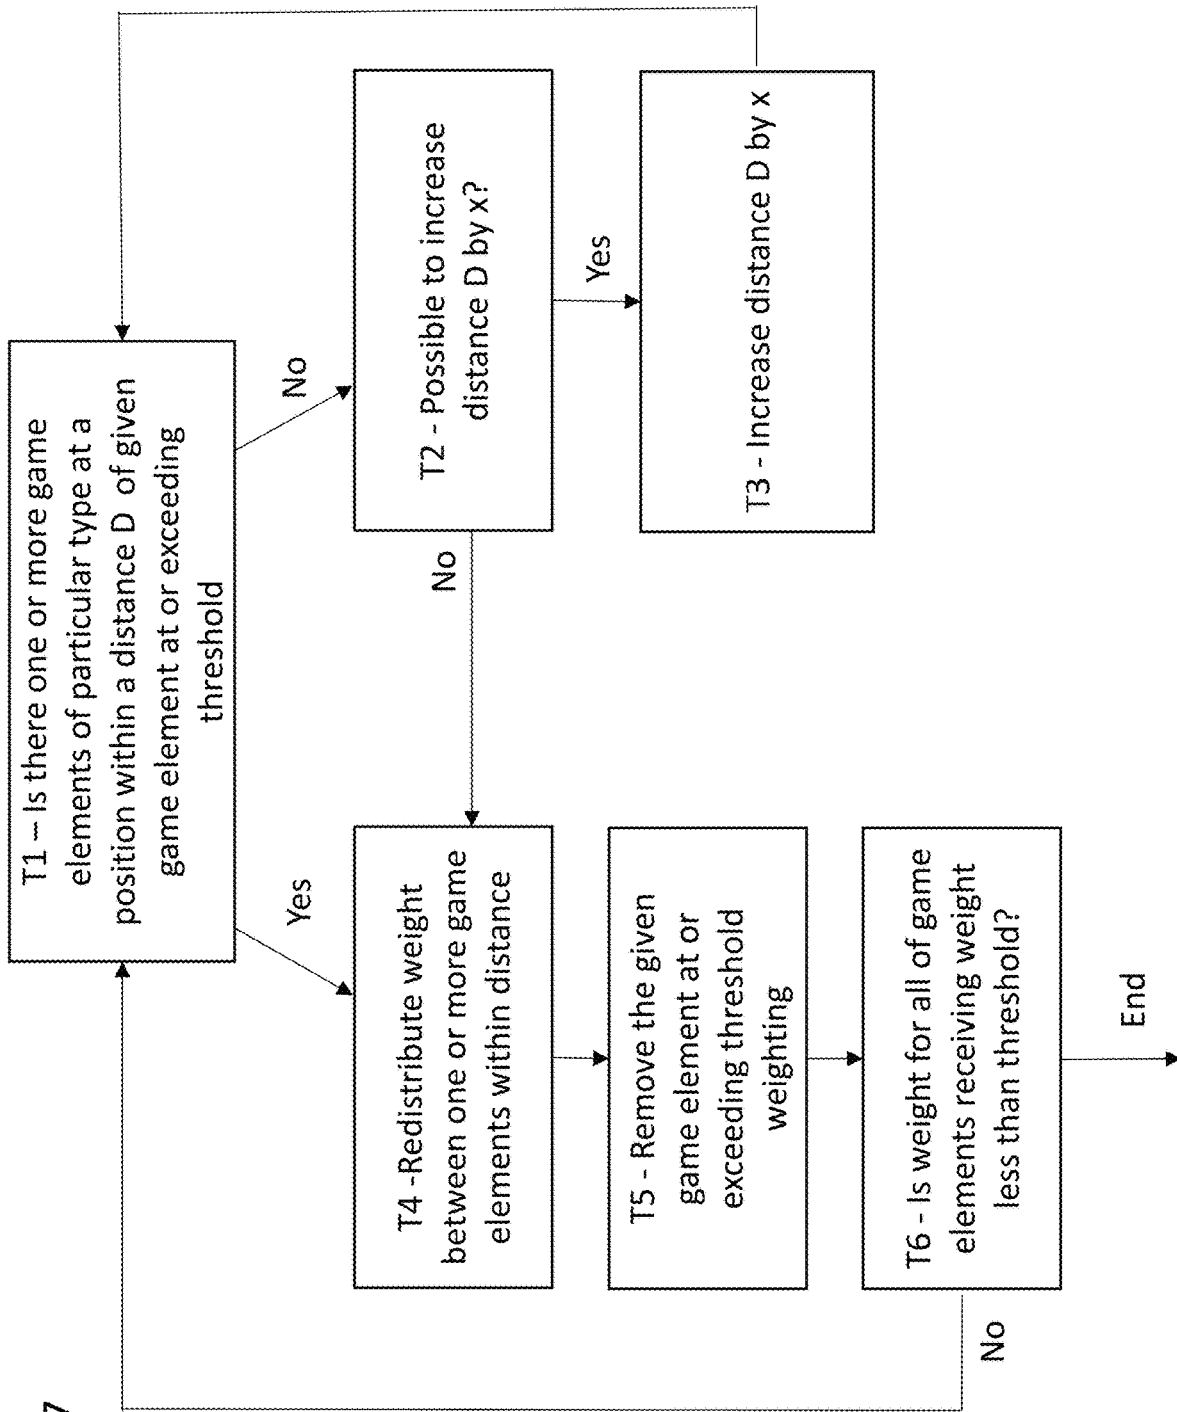 7
T1 – Is there one or more game
elements of particular type at a
position within a distance D of given
game element at or exceeding
threshold
Yes
No
T4 -Redistribute weight
between one or more game
elements within distance
No
T2 - Possible to increase
distance D by x?
Yes
T5 - Remove the given
game element at or
exceeding threshold
weighting
T3 - Increase distance D by x
T6 - Is weight for all of game
elements receiving weight
less than threshold?
No
End